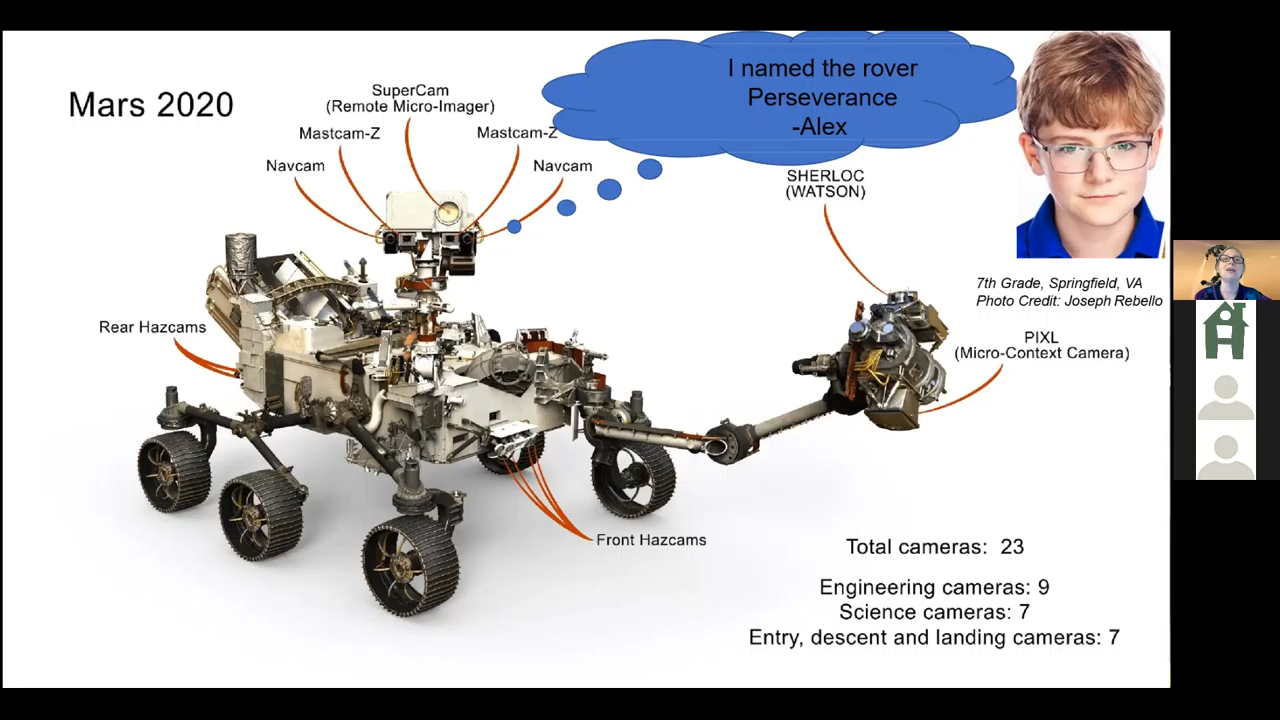 Mars 2020
SuperCam
(Remote Micro-Imager)
Mastcam-Z
Mastcam-Z
Navcam
Navcam
I named the rover
Perseverance
-Alex
SHERLOC
(WATSON)
7th Grade, Springfield, VA
Photo Credit: Joseph Rebello
Rear Hazcams
PIXL
(Micro-Context Camera)
Front Hazcams
Total cameras: 23
Engineering cameras: 9
Science cameras: 7
Entry, descent and landing cameras: 7